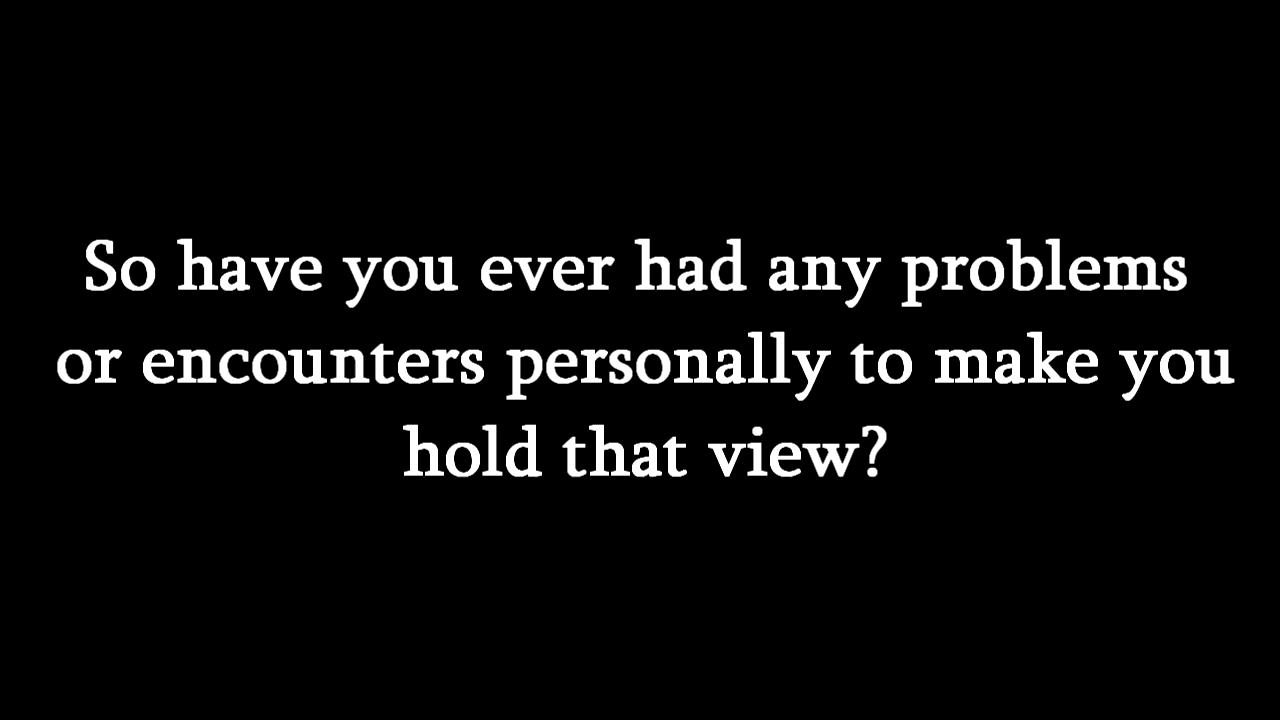 So have you ever had any problems
or encounters personally to make you
hold that view?